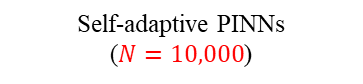 Self-adaptive PINNs
(N = 10,000)